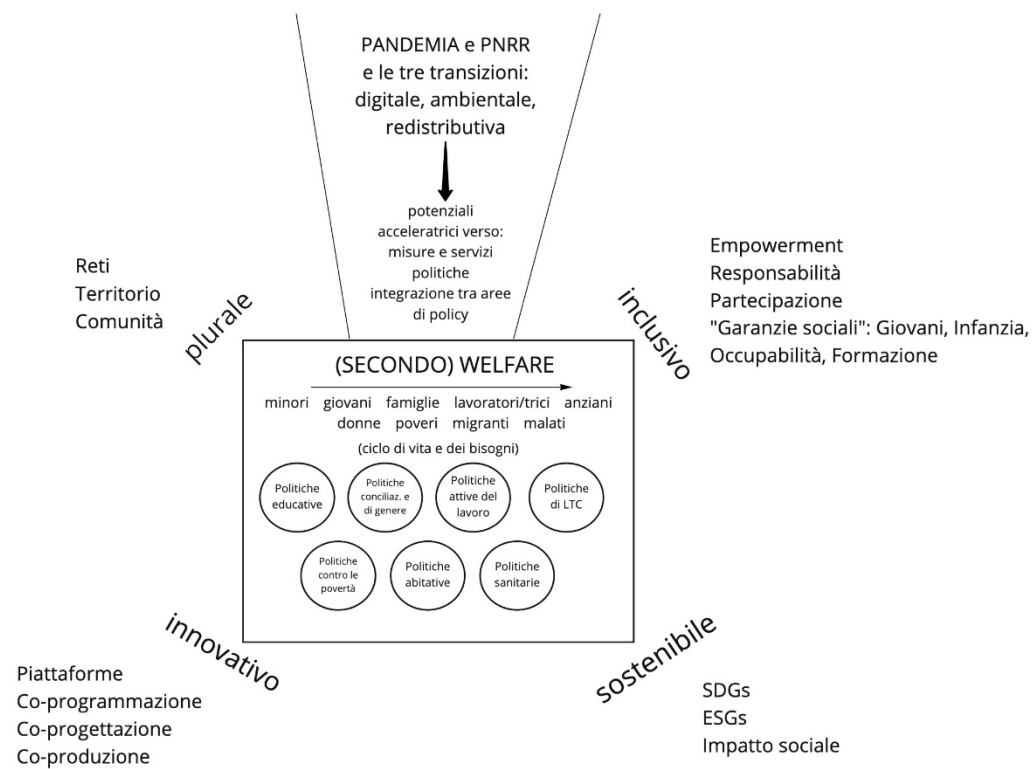 PANDEMIA e PNRR
e le tre transizioni:
digitale, ambientale,
redistributiva
potenziali
acceleratrici verso:
misure e servizi
politiche
integrazione tra aree
di policy
Reti
Territorio
Comunità
plurale
inclusivo
Empowerment
Responsabilità
Partecipazione
"Garanzie sociali": Giovani, Infanzia,
Occupabilità, Formazione
(SECONDO) WELFARE
minori giovani famiglie lavoratori/trici anziani
donne poveri migranti malati
(ciclo di vita e dei bisogni)
Politiche
educative
Politiche
conciliaz. e
di genere
Politiche
attive del
lavoro
Politiche
di LTC
Politiche
contro le
povertà
Politiche
abitative
Politiche
sanitarie
innovativo
Piattaforme
Co-programmazione
Co-progettazione
Co-produzione
sostenibile
SDGs
ESGs
Impatto sociale